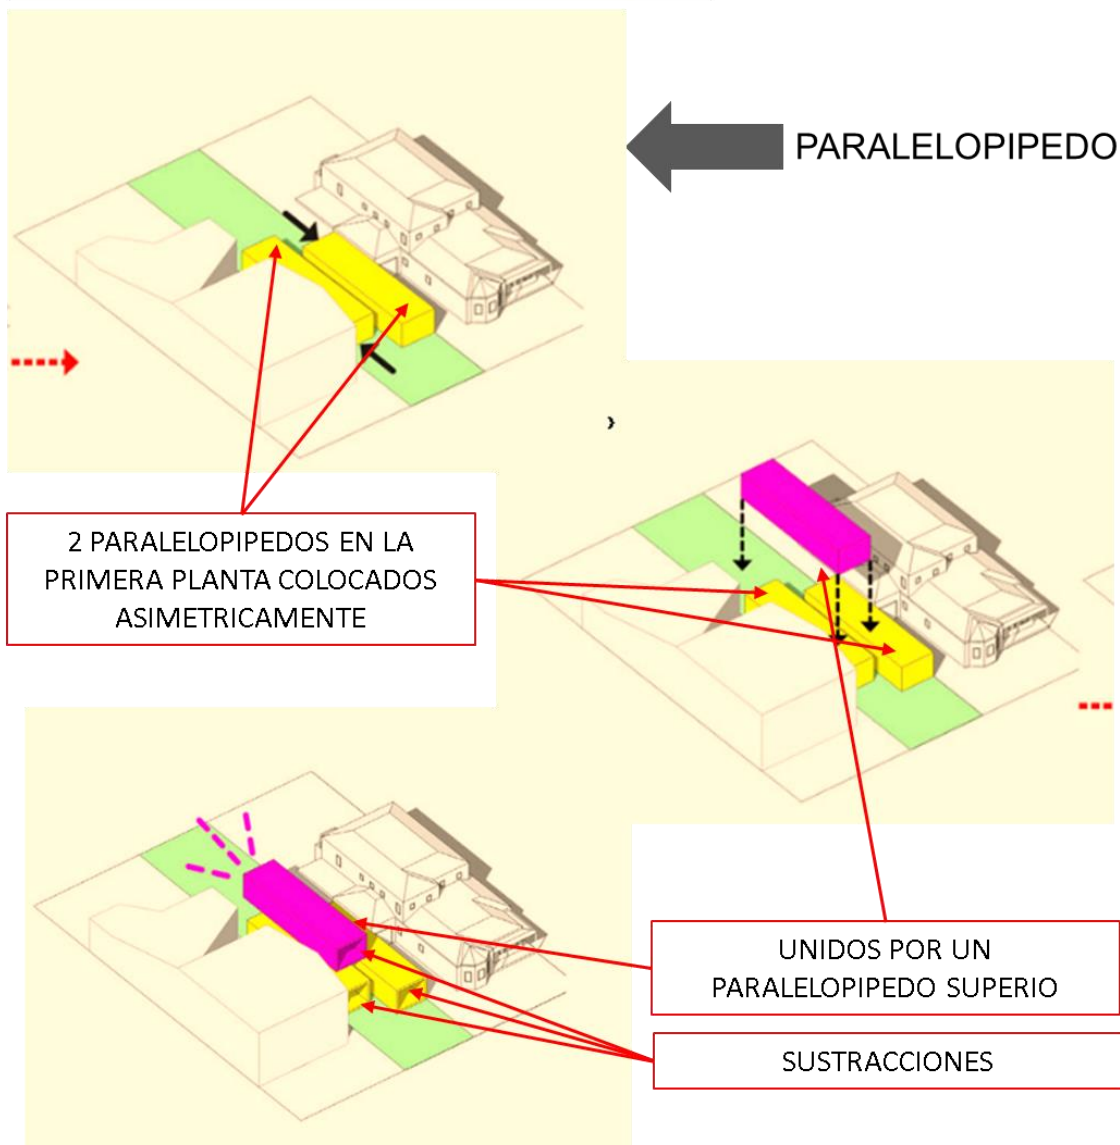 PARALELOPIPEDO
2 PARALELOPIPEDOS EN LA
PRIMERA PLANTA COLOCADOS
ASIMETRICAMENTE
UNIDOS POR UN
PARALELOPIPEDO SUPERIO
SUSTRACCIONES